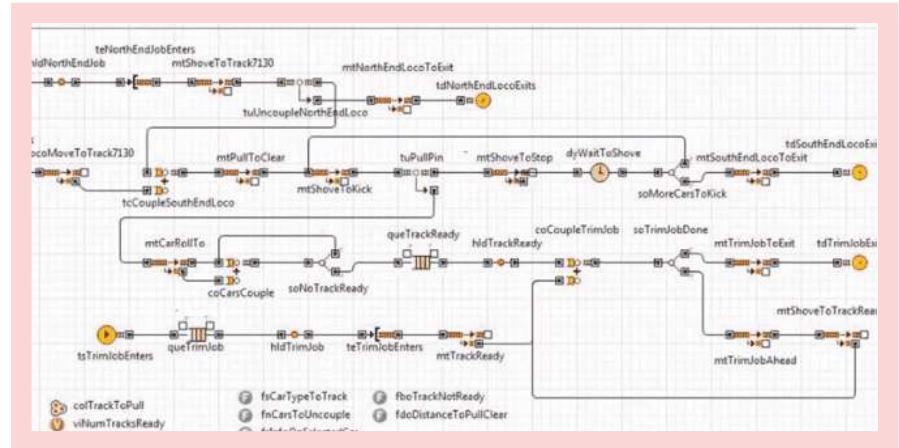 teNorthEndJobEnters
hldNorthEndJob mtShoveToTrack7130 mtNorthEndLocoToExit
tdNorthEndLocoExits
tuUncoupleNorthEndLoco
ocoMoveToTrack7130 mtPullToClear tuPullPin mtShoveToStop dyWaitToShove mtSouthEndLocoToExit tdSouthEndLocoExi
mtShoveToKick soMoreCarsToKick
tcCoupleSouthEndLoco
mtCarRollTo queTrackReady hldTrackReady coCoupleTrimJob soTrimJobDone mtTrimJobToExit tdTrimJobExi
coCarsCouple soNoTrackReady
mtShoveToTrackRea
tsTrimJobEnters queTrimJob hldTrimJob teTrimJobEnters mtTrackReady mtTrimJobAhead
colTrackToPull fsCarTypeToTrack fboTrackNotReady
viNumTracksReady fnCarsToUncouple fdoDistanceToPullClear